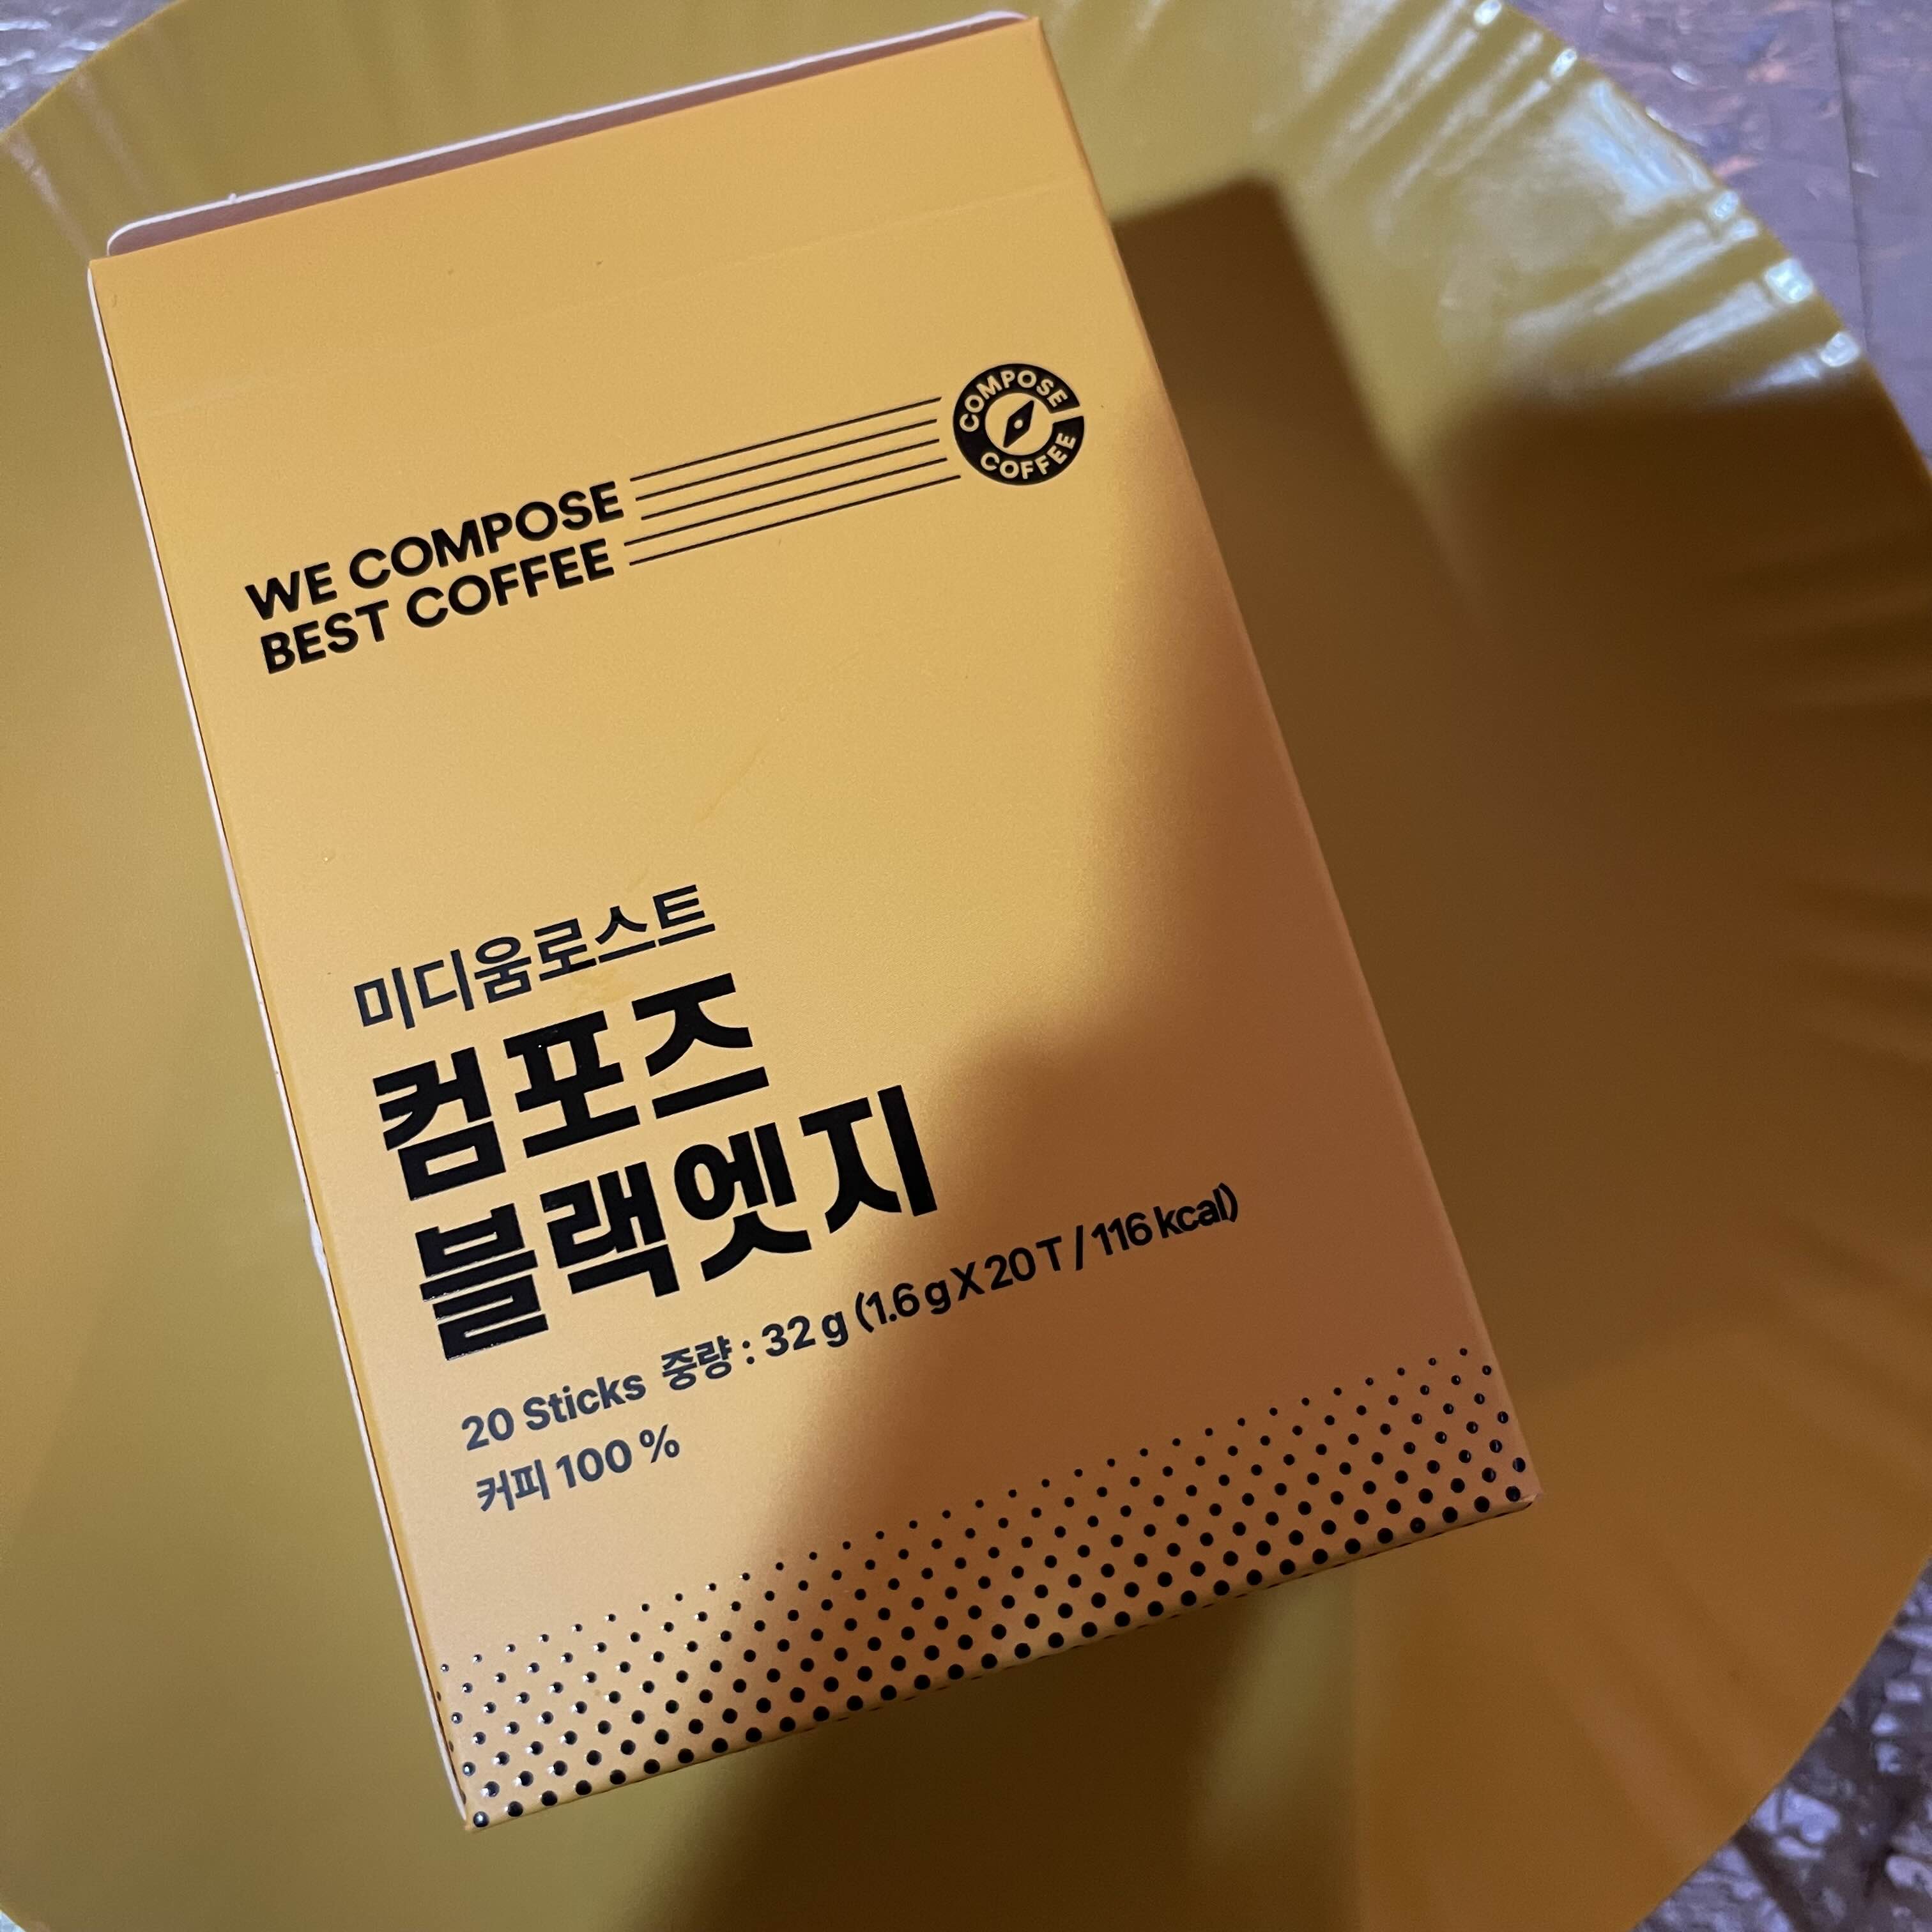 WE COMPOSE
BEST COFFEE
COMPOSE
COFFEE
미디움로스트
컴포즈
블랙엣지
20 Sticks 중량 : 32 g (1.6 g X 20 T / 116 kcal)
커피 100 %